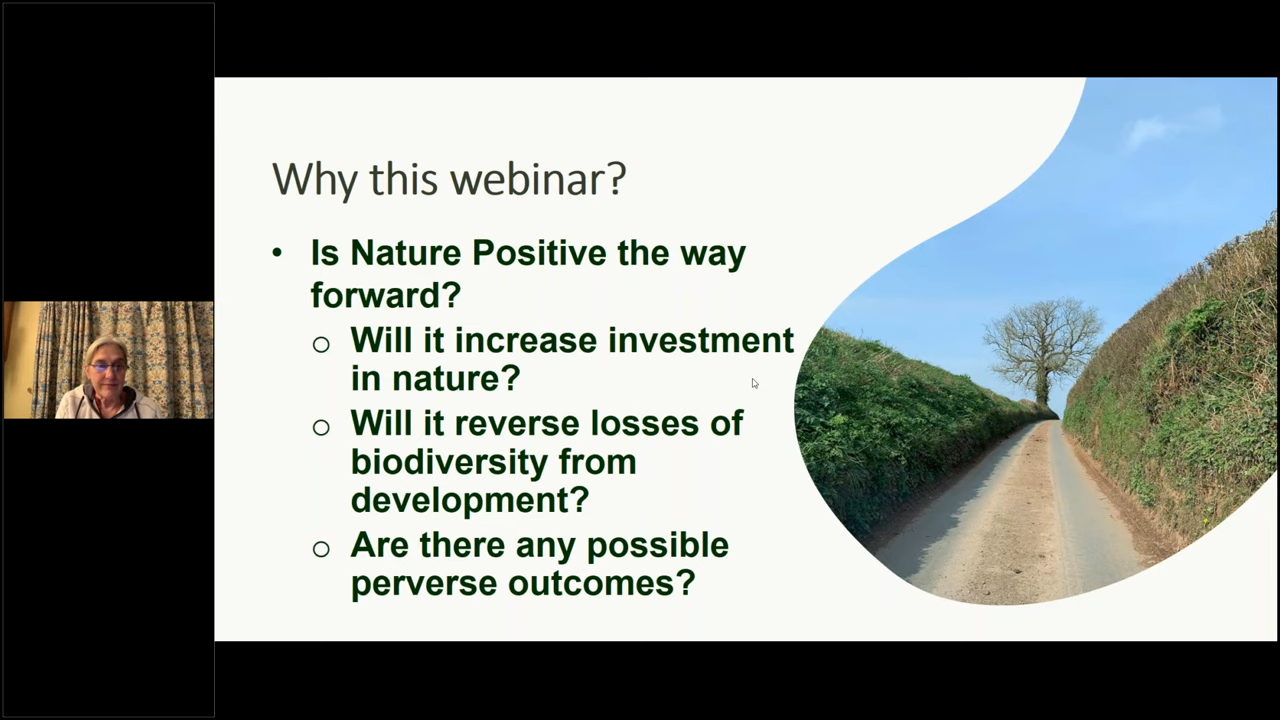 Why this webinar?
• Is Nature Positive the way
forward?
o Will it increase investment
in nature?
o Will it reverse losses of
biodiversity from
development?
o Are there any possible
perverse outcomes?